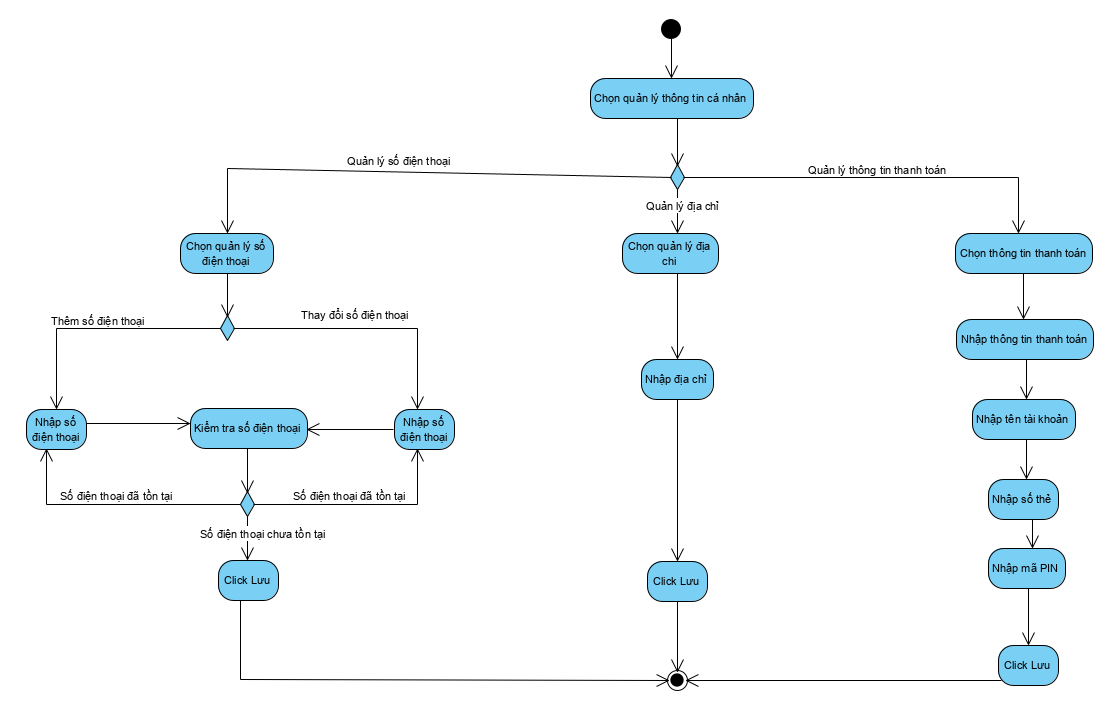 Chọn quản lý thông tin cá nhân
Quản lý số điện thoại
Quản lý thông tin thanh toán
Quản lý địa chỉ
Chọn quản lý số
điện thoại
Chọn quản lý địa
chi
Chọn thông tin thanh toán
Thêm số điện thoại
Thay đổi số điện thoại
Nhập thông tin thanh toán
Nhập địa chỉ
Nhập số
điện thoại
Kiểm tra số điện thoại
Nhập số
điện thoại
Nhập tên tài khoản
Số điện thoại đã tồn tại
Số điện thoại đã tồn tại
Nhập số thẻ
Số điện thoại chưa tồn tại
Nhập mã PIN
Click Lưu
Click Lưu
Click Lưu